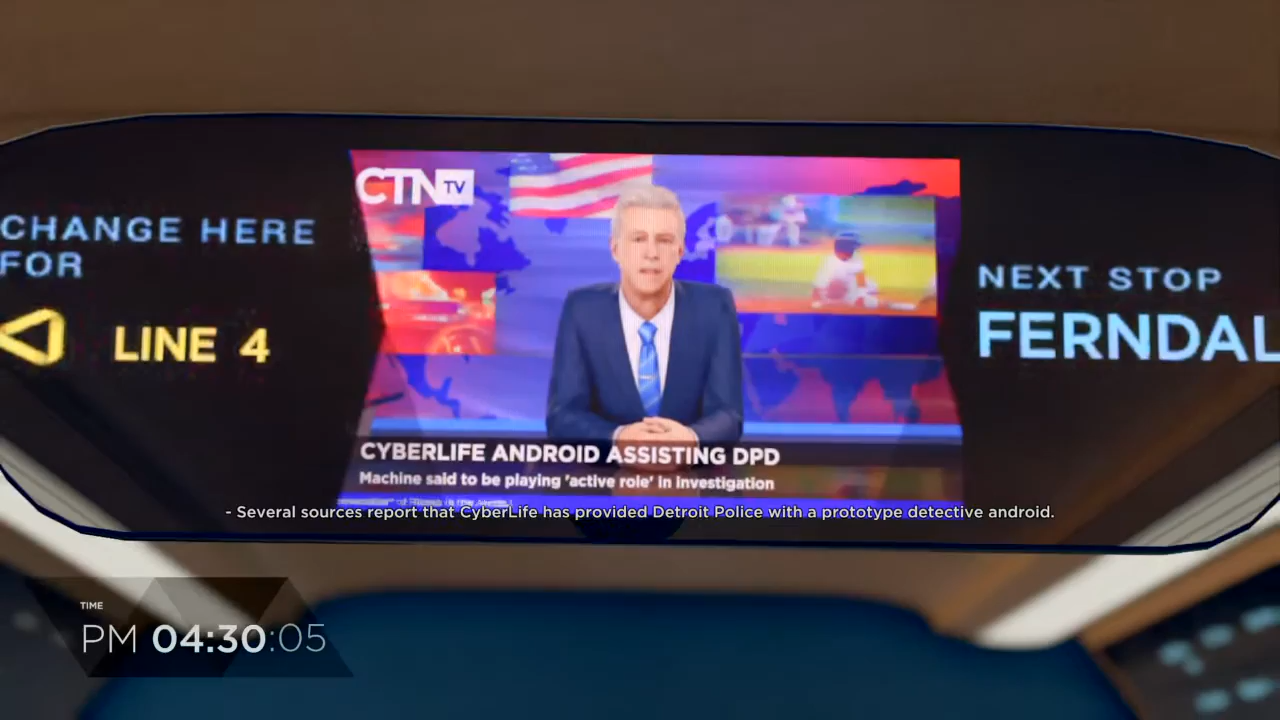 CHANGE HERE
FOR
LINE 4
CTN TV
NEXT STOP
FERNDAL
CYBERLIFE ANDROID ASSISTING DPD
Machine said to be playing 'active role' in investigation
- Several sources report that CyberLife has provided Detroit Police with a prototype detective android.
TIME
PM 04:30:05